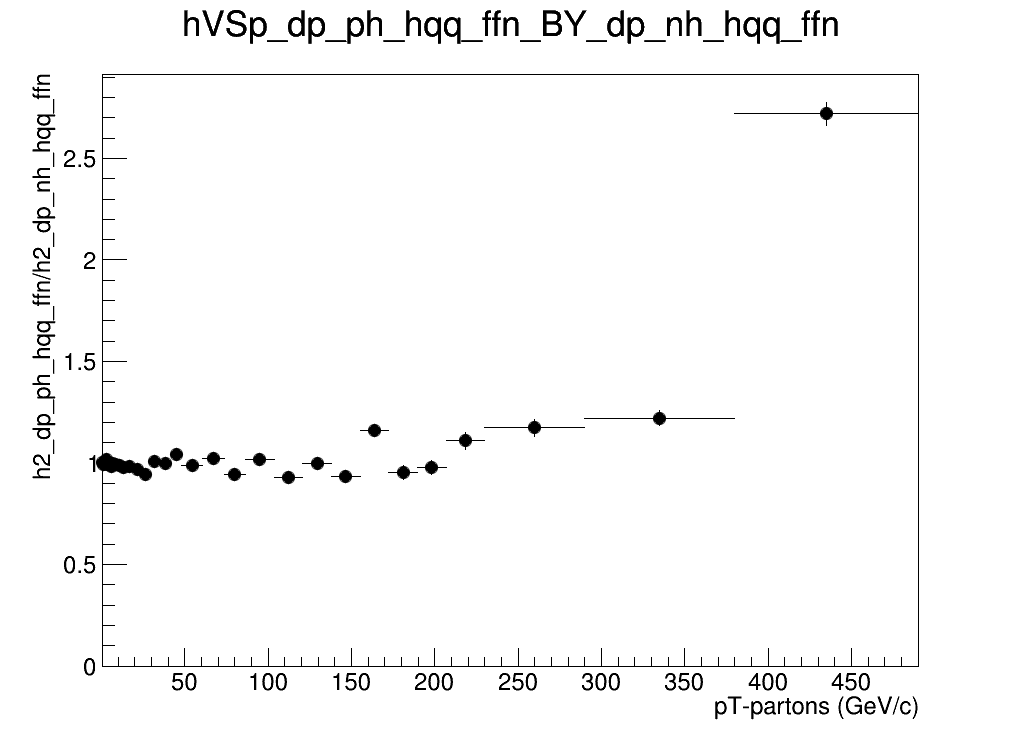 hVSp_dp_ph_hqq_ffn_BY_dp_nh_hqq_ffn
h2_dp_ph_hqq_ffn/h2_dp_nh_hqq_ffn
2.5
2
1.5
1
0.5
0
50 100 150 200 250 300 350 400 450
pT-partons (GeV/c)